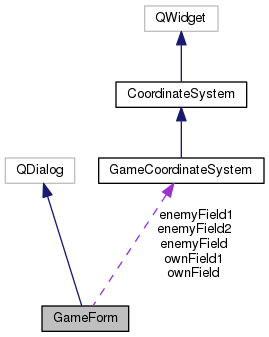 QWidget
CoordinateSystem
QDialog
GameCoordinateSystem
enemyField1
enemyField2
enemyField
ownField1
ownField
GameForm